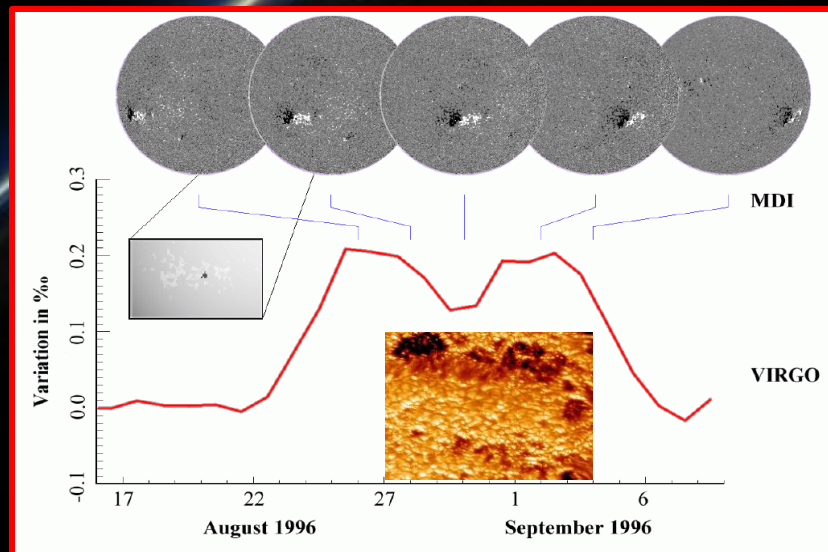 MDI
0.3
0.2
0.1
0.0
-0.1
Variation in ‰
VIRGO
17 22 27 1 6
August 1996 September 1996